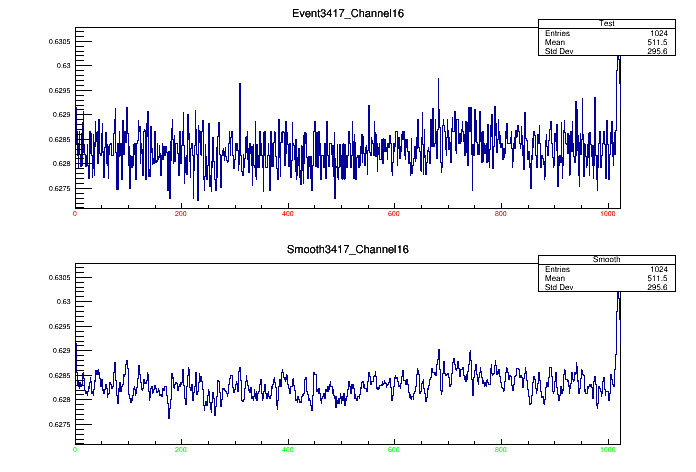 Event3417_Channel16
Test
Entries 1024
Mean 511.5
Std Dev 295.6
0.6305
0.63
0.6295
0.629
0.6285
0.628
0.6275
0 200 400 600 800 1000
Smooth3417_Channel16
Smooth
Entries 1024
Mean 511.5
Std Dev 295.6
0.6305
0.63
0.6295
0.629
0.6285
0.628
0.6275
0 200 400 600 800 1000